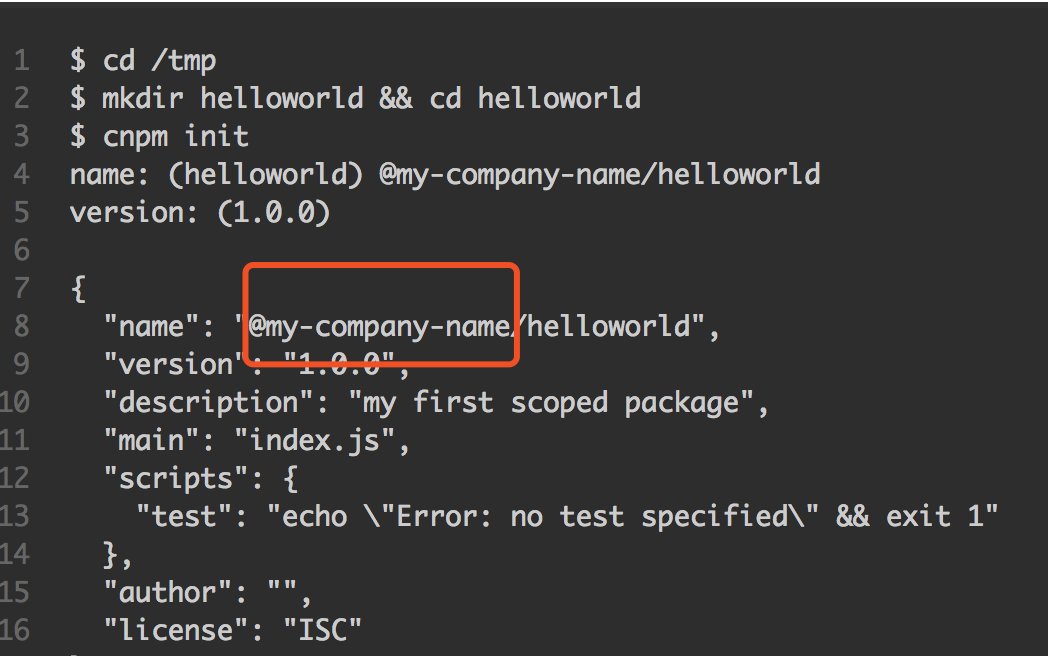 1 $ cd /tmp
2 $ mkdir helloworld && cd helloworld
3 $ cnpm init
4 name: (helloworld) @my-company-name/helloworld
5 version: (1.0.0)
6
7 {
8 "name": "@my-company-name/helloworld",
9 "version": "1.0.0",
10 "description": "my first scoped package",
11 "main": "index.js",
12 "scripts": {
13 "test": "echo \"Error: no test specified\" && exit 1"
14 },
15 "author": "",
16 "license": "ISC"